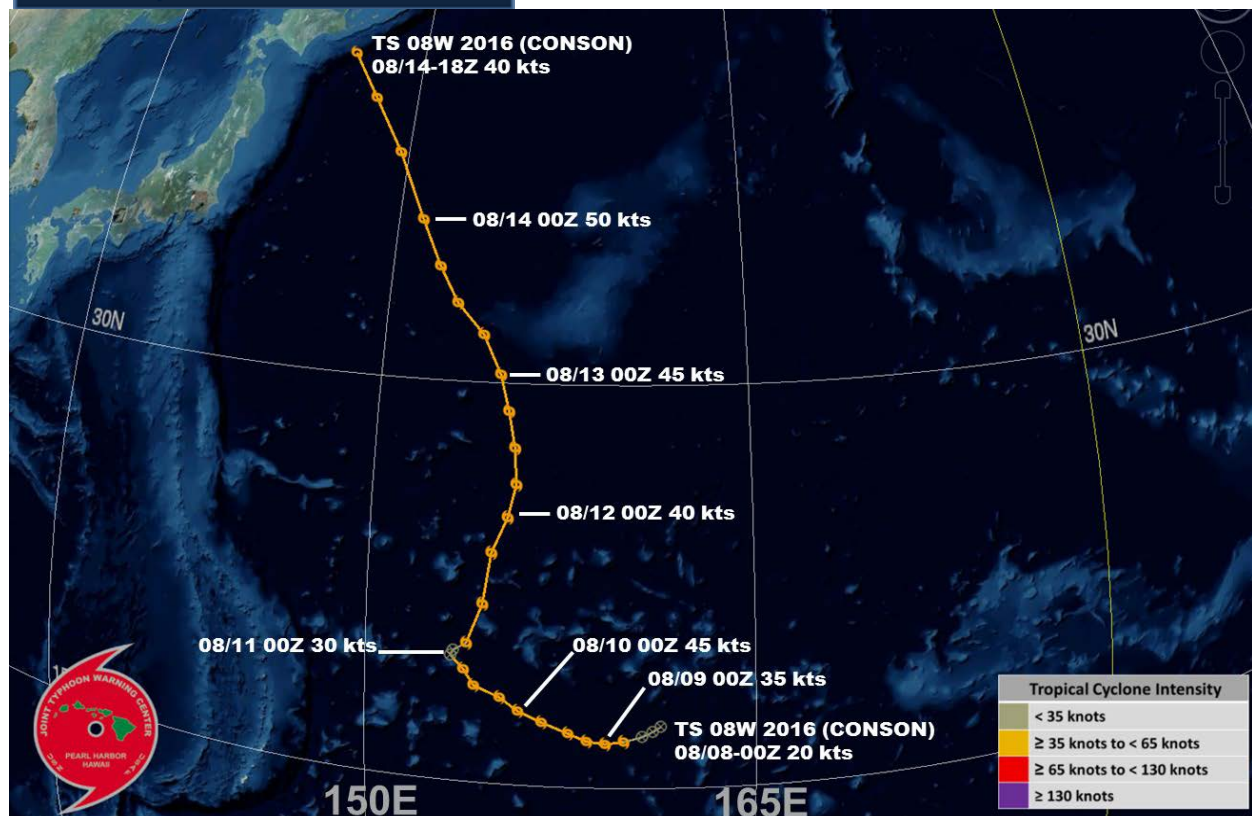 TS 08W 2016 (CONSON)
08/14-18Z 40 kts
08/14 00Z 50 kts
30N
30N
08/13 00Z 45 kts
08/12 00Z 40 kts
08/11 00Z 30 kts
08/10 00Z 45 kts
08/09 00Z 35 kts
TS 08W 2016 (CONSON)
08/08-00Z 20 kts
JOINT TYPHOON WARNING CENTER
PEARL HARBOR
HAWAII
150E
165E
Tropical Cyclone Intensity
< 35 knots
≥ 35 knots to < 65 knots
≥ 65 knots to < 130 knots
≥ 130 knots